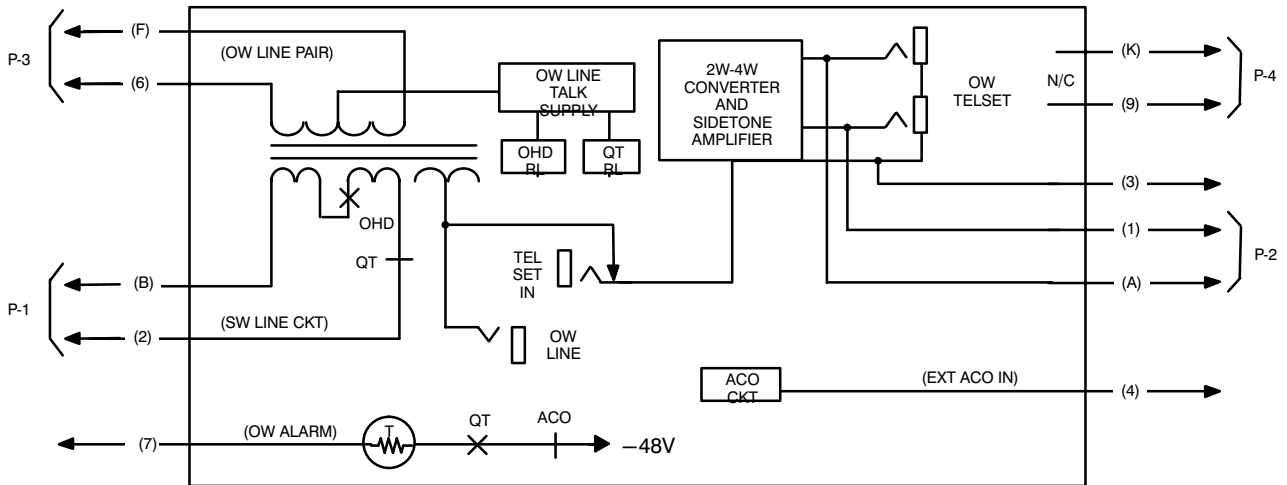 P-3
(F)
(OW LINE PAIR)
(6)
OW LINE
TALK
SUPPLY
OHD
RL
QT
RL
2W-4W
CONVERTER
AND
SIDETONE
AMPLIFIER
OW
TELSET
N/C
(K)
(9)
P-4
(3)
(1)
(A)
P-2
OHD
QT
P-1
(B)
(2)
(SW LINE CKT)
TEL
SET
IN
OW
LINE
ACO
CKT
(EXT ACO IN)
(4)
(7)
(OW ALARM)
T
QT
ACO
–48V